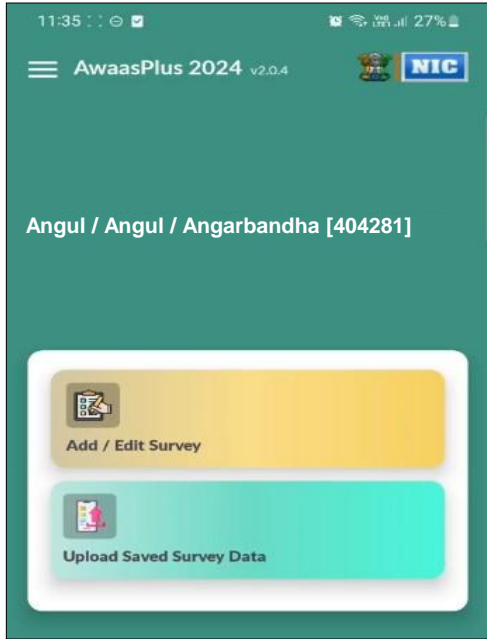 11:35
27%
AwaasPlus 2024 v2.0.4
NIC
Angul / Angul / Angarbandha [404281]
Add / Edit Survey
Upload Saved Survey Data